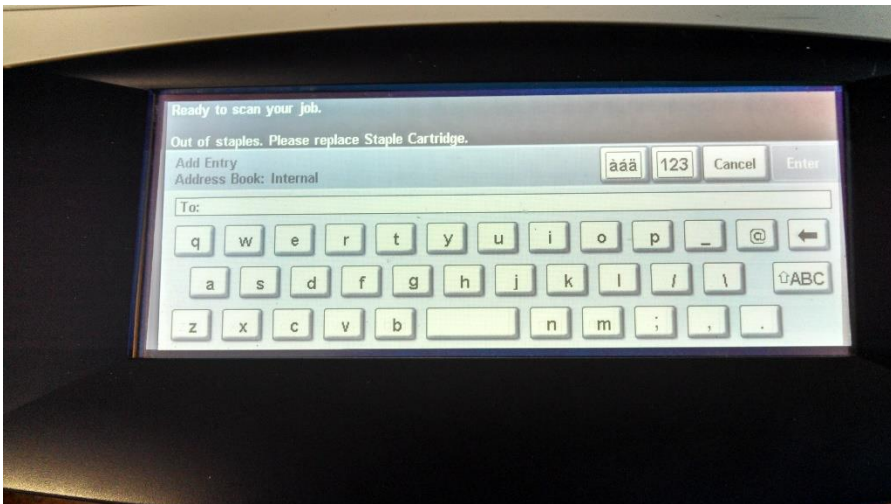 Ready to scan your job.
Out of staples. Please replace Staple Cartridge.
Add Entry
Address Book: Internal
àáä 123 Cancel Enter
To:
q w e r t y u i o p _ @ ←
a s d f g h j k l / \ ⇧ABC
z x c v b n m ; , .